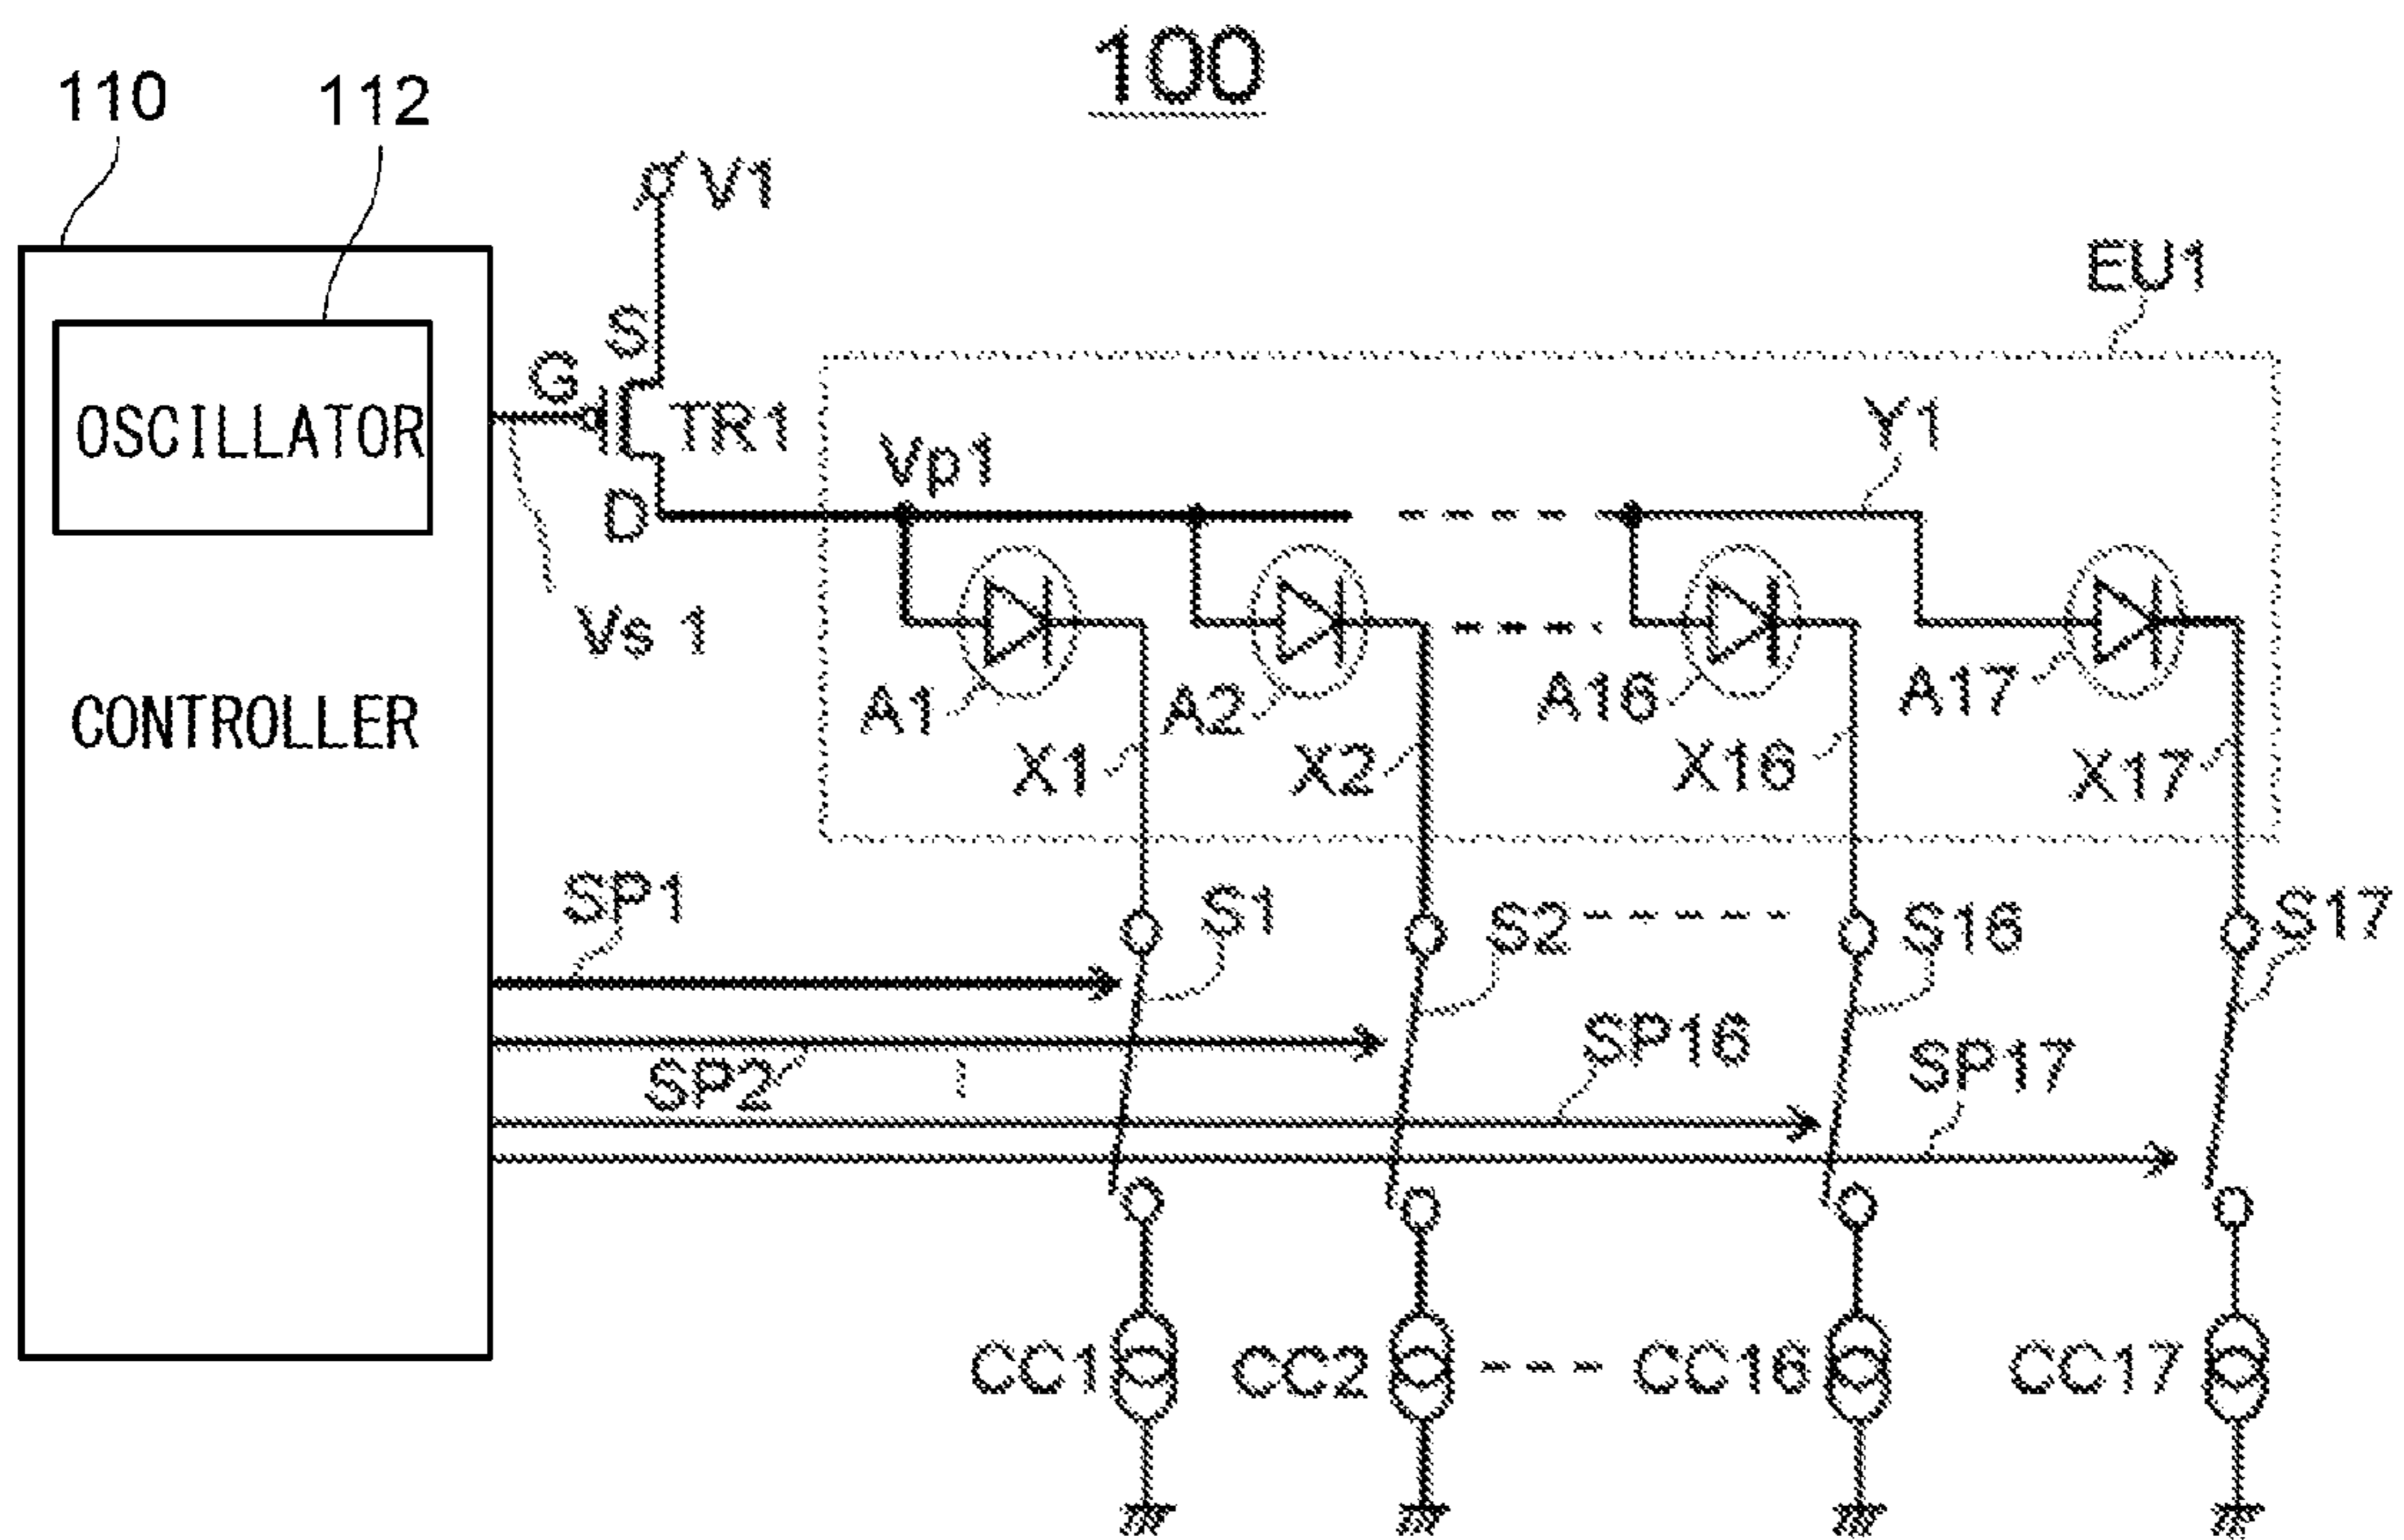 100
110
112
V1
EU1
S
G
TR1
OSCILLATOR
Y1
Vp1
D
Vs 1
A1
A2
A16
A17
CONTROLLER
X1
X2
X16
X17
SP1
S1
S2
S16
S17
SP16
SP17
SP2
CC1
CC2
CC16
CC17